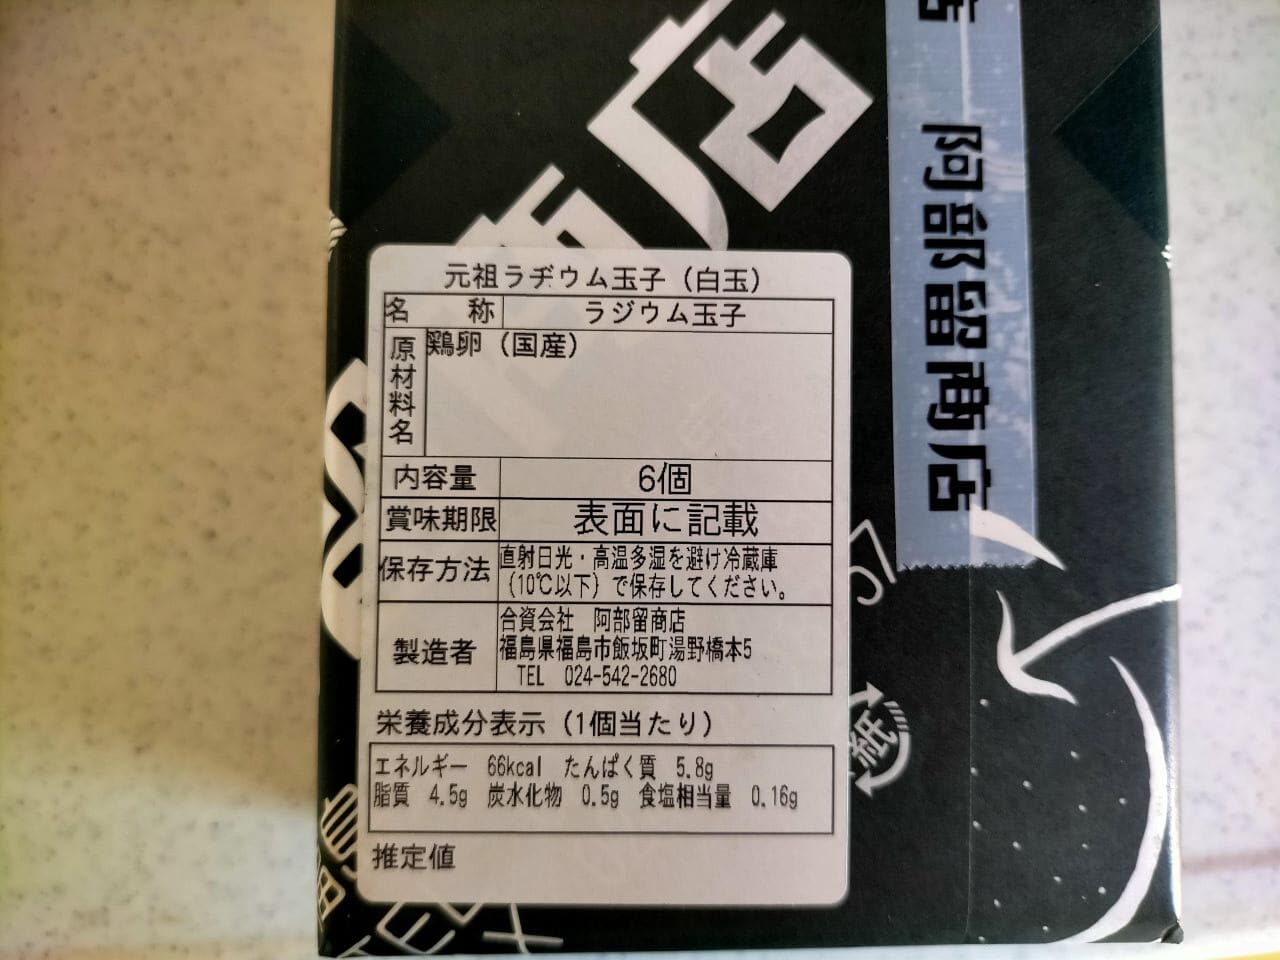 元祖ラヂウム玉子（白玉）
名　称　ラジウム玉子
原材料名　鶏卵（国産）
内容量　6個
賞味期限　表面に記載
保存方法　直射日光・高温多湿を避け冷蔵庫
（10℃以下）で保存してください。
製造者　合資会社　阿部留商店
福島県福島市飯坂町湯野橋本5
TEL　024-542-2680
栄養成分表示（1個当たり）
エネルギー　66kcal　たんぱく質　5.8g
脂質　4.5g　炭水化物　0.5g　食塩相当量　0.16g
推定値
阿部留商店
店
紙